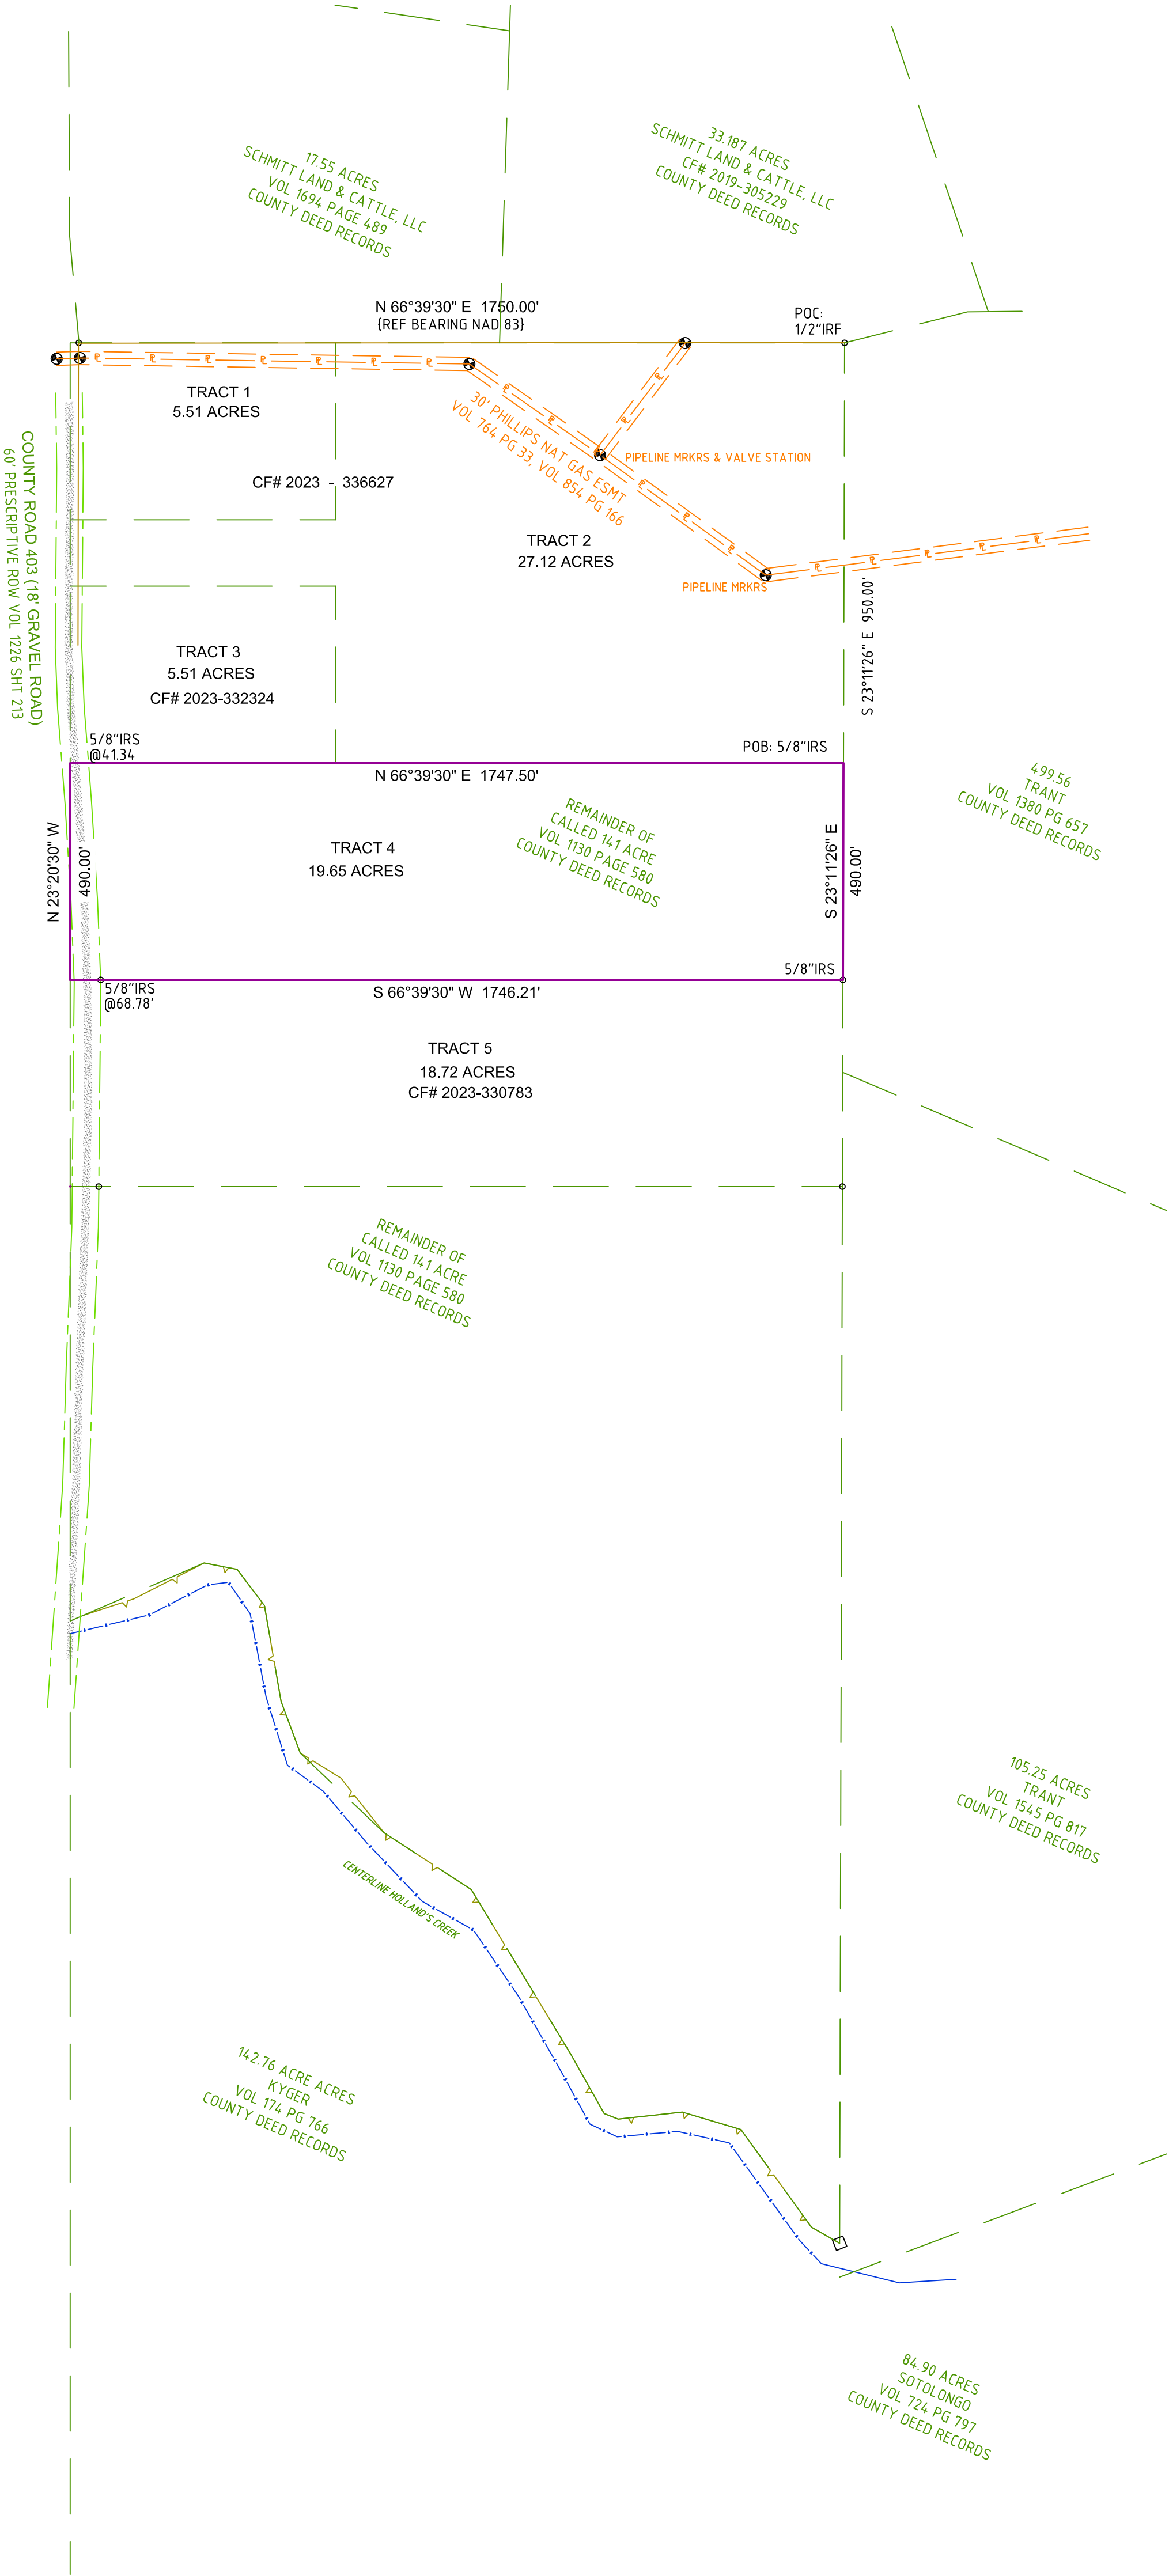 17.55 ACRES
SCHMITT LAND & CATTLE, LLC
VOL 1694 PAGE 489
COUNTY DEED RECORDS
33.187 ACRES
SCHMITT LAND & CATTLE, LLC
CF# 2019-305229
COUNTY DEED RECORDS
N 66°39'30" E 1750.00'
{REF BEARING NAD 83}
POC:
1/2"IRF
TRACT 1
5.51 ACRES
CF# 2023 - 336627
30' PHILLIPS NAT GAS ESMT
VOL 764 PG 33, VOL 854 PG 166
PIPELINE MRKRS & VALVE STATION
TRACT 2
27.12 ACRES
PIPELINE MRKRS
S 23°11'26" E 950.00'
COUNTY ROAD 403 (18' GRAVEL ROAD)
60' PRESCRIPTIVE ROW VOL 1226 SHT 213
TRACT 3
5.51 ACRES
CF# 2023-332324
5/8"IRS
@41.34
POB: 5/8"IRS
N 66°39'30" E 1747.50'
499.56
TRANT
VOL 1380 PG 657
COUNTY DEED RECORDS
REMAINDER OF
CALLED 141 ACRE
VOL 1130 PAGE 580
COUNTY DEED RECORDS
TRACT 4
19.65 ACRES
N 23°20'30" W
490.00'
S 23°11'26" E
490.00'
5/8"IRS
5/8"IRS
@68.78'
S 66°39'30" W 1746.21'
TRACT 5
18.72 ACRES
CF# 2023-330783
REMAINDER OF
CALLED 141 ACRE
VOL 1130 PAGE 580
COUNTY DEED RECORDS
105.25 ACRES
TRANT
VOL 1545 PG 817
COUNTY DEED RECORDS
CENTERLINE HOLLAND'S CREEK
142.76 ACRE ACRES
KYGER
VOL 174 PG 766
COUNTY DEED RECORDS
84.90 ACRES
SOTOLONGO
VOL 724 PG 797
COUNTY DEED RECORDS